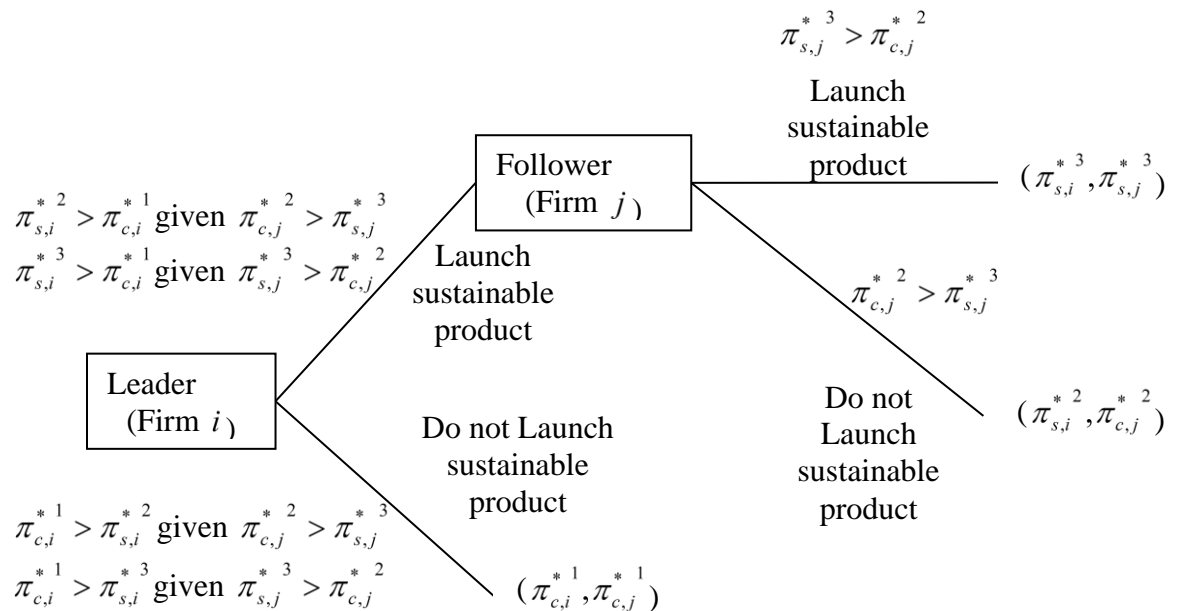 π*³s,j > π*²c,j
Launch
sustainable
product
Follower
(Firm j)
(π*³s,i, π*³s,j)
π*²s,i > π*¹c,i given π*²c,j > π*³s,j
π*³s,i > π*¹c,i given π*³s,j > π*²c,j
Launch
sustainable
product
π*²c,j > π*³s,j
Leader
(Firm i)
Do not Launch
sustainable
product
Do not
Launch
sustainable
product
(π*²s,i, π*²c,j)
π*¹c,i > π*²s,i given π*²c,j > π*³s,j
π*¹c,i > π*³s,i given π*³s,j > π*²c,j
(π*¹c,i, π*¹c,j)